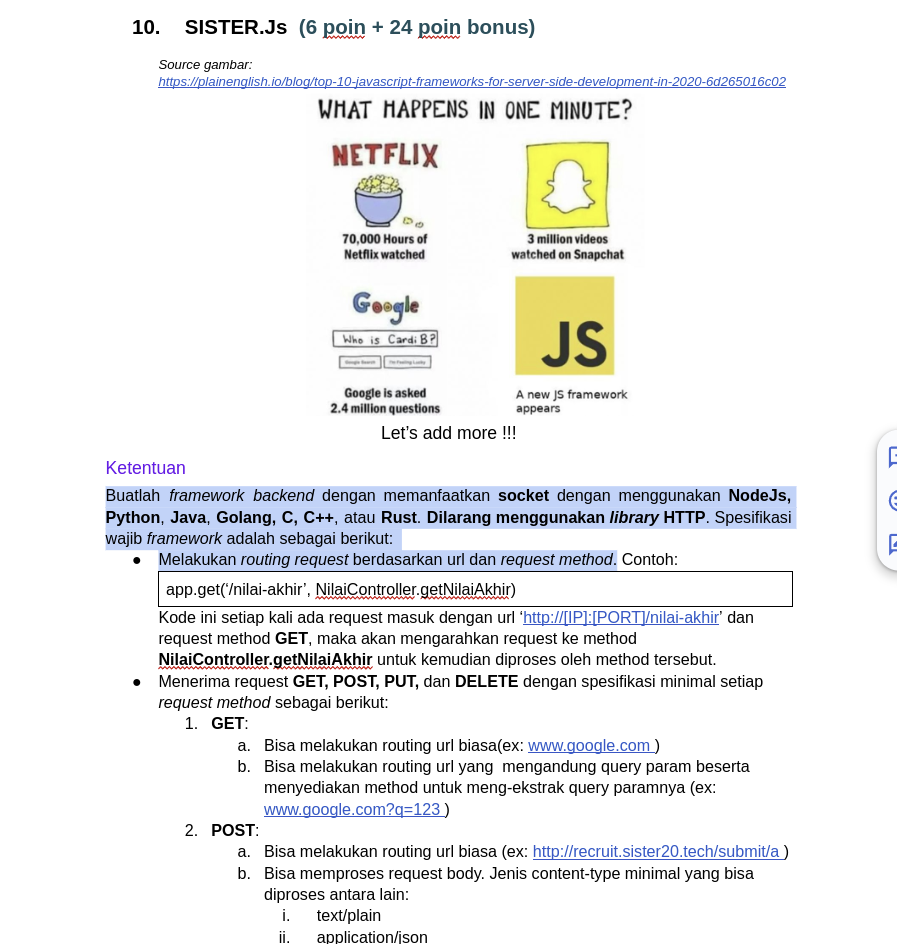 10. SISTER.Js (6 poin + 24 poin bonus)
Source gambar:
https://plainenglish.io/blog/top-10-javascript-frameworks-for-server-side-development-in-2020-6d265016c02
WHAT HAPPENS IN ONE MINUTE?
NETFLIX
70,000 Hours of
Netflix watched
3 million videos
watched on Snapchat
Google
Who is Cardi B?
Google Search I'm Feeling Lucky
Google is asked
2.4 million questions
JS
A new JS framework
appears
Let's add more !!!
Ketentuan
Buatlah framework backend dengan memanfaatkan socket dengan menggunakan NodeJs,
Python, Java, Golang, C, C++, atau Rust. Dilarang menggunakan library HTTP. Spesifikasi
wajib framework adalah sebagai berikut:
● Melakukan routing request berdasarkan url dan request method. Contoh:
app.get('/nilai-akhir', NilaiController.getNilaiAkhir)
Kode ini setiap kali ada request masuk dengan url 'http://[IP]:[PORT]/nilai-akhir' dan
request method GET, maka akan mengarahkan request ke method
NilaiController.getNilaiAkhir untuk kemudian diproses oleh method tersebut.
● Menerima request GET, POST, PUT, dan DELETE dengan spesifikasi minimal setiap
request method sebagai berikut:
1. GET:
a. Bisa melakukan routing url biasa(ex: www.google.com )
b. Bisa melakukan routing url yang mengandung query param beserta
menyediakan method untuk meng-ekstrak query paramnya (ex:
www.google.com?q=123 )
2. POST:
a. Bisa melakukan routing url biasa (ex: http://recruit.sister20.tech/submit/a )
b. Bisa memproses request body. Jenis content-type minimal yang bisa
diproses antara lain:
i. text/plain
ii. application/json